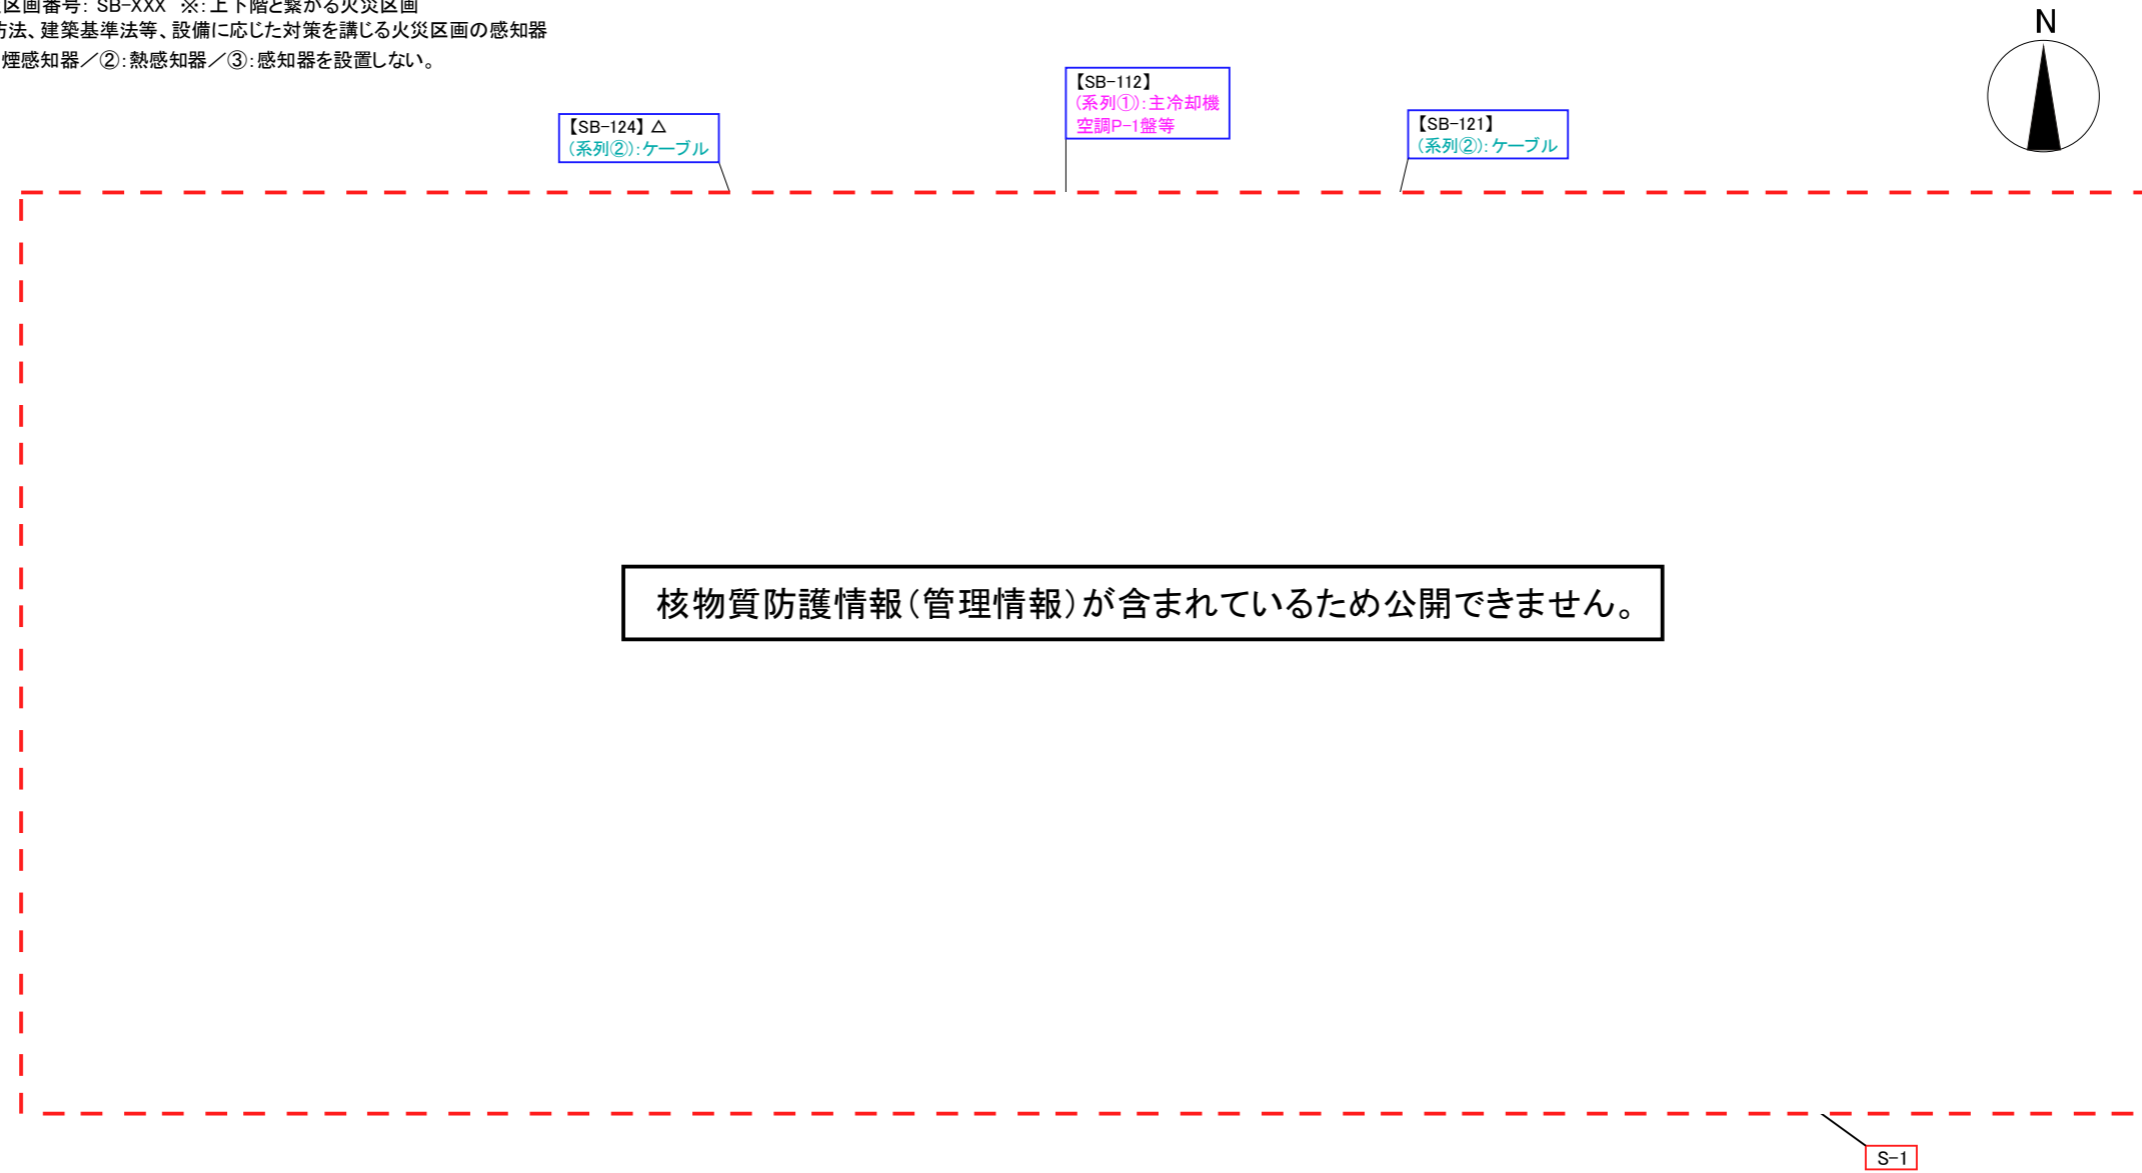 区画番号: SB-XXX ※:上下階と繋がる火災区画
防法、建築基準法等、設備に応じた対策を講じる火災区画の感知器
煙感知器／②:熱感知器／③:感知器を設置しない。
N
【SB-112】
(系列①):主冷却機
空調P-1盤等
【SB-124】 △
(系列②):ケーブル
【SB-121】
(系列②):ケーブル
核物質防護情報(管理情報)が含まれているため公開できません。
S-1